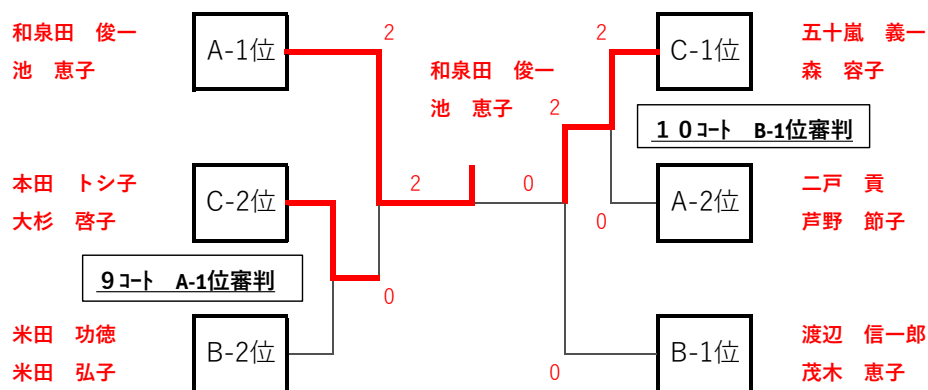 和泉田　俊一
池　恵子
A-1位
2
和泉田　俊一
池　恵子
2
C-1位
五十嵐　義一
森　容子
2
１０ｺｰﾄ　B-1位審判
本田　トシ子
大杉　啓子
C-2位
2
0
A-2位
二戸　貢
芦野　節子
0
９ｺｰﾄ　A-1位審判
0
米田　功徳
米田　弘子
B-2位
0
B-1位
渡辺　信一郎
茂木　恵子